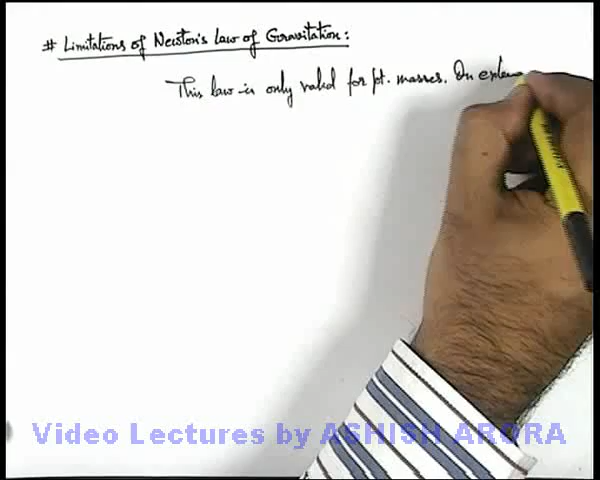 # Limitations of Newton's Law of Gravitation:
This law is only valid for pt. masses. On
Video Lectures by ASHISH ARORA